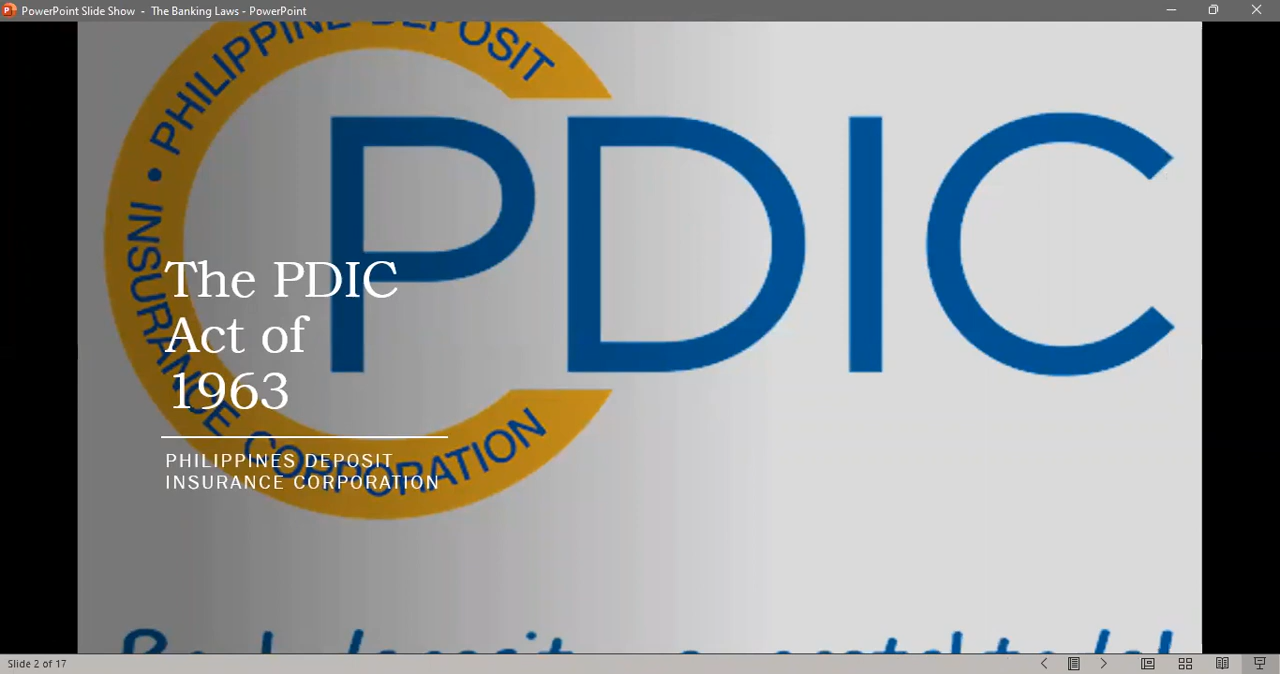 PowerPoint Slide Show - The Banking Laws - PowerPoint
PHILIPPINE DEPOSIT
INSURANCE CORPORATION
PDIC
The PDIC
Act of
1963
PHILIPPINES DEPOSIT
INSURANCE CORPORATION
Slide 2 of 17